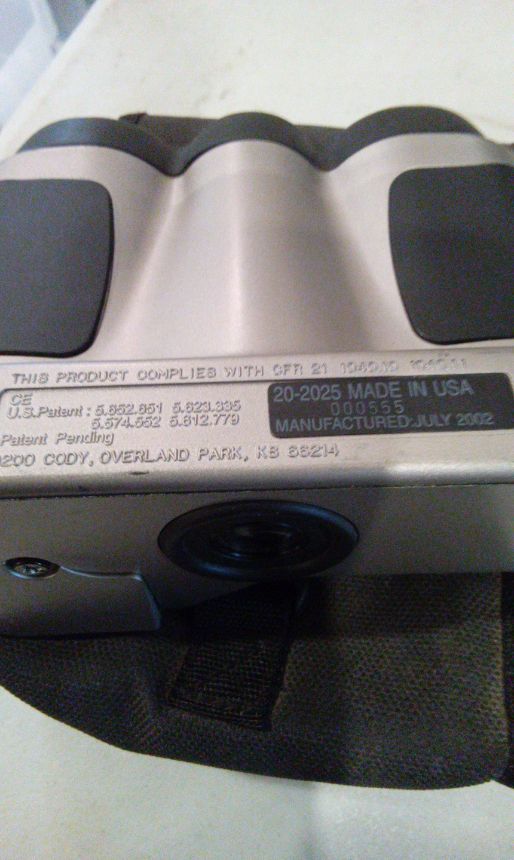 THIS PRODUCT COMPLIES WITH CFR 21 1040.10 1040.11
CE
U.S.Patent : 5.652.651 5.623.335
5.574.552 5.612.779
Patent Pending
9200 CODY, OVERLAND PARK, KS 66214
20-2025 MADE IN USA
000555
MANUFACTURED:JULY 2002